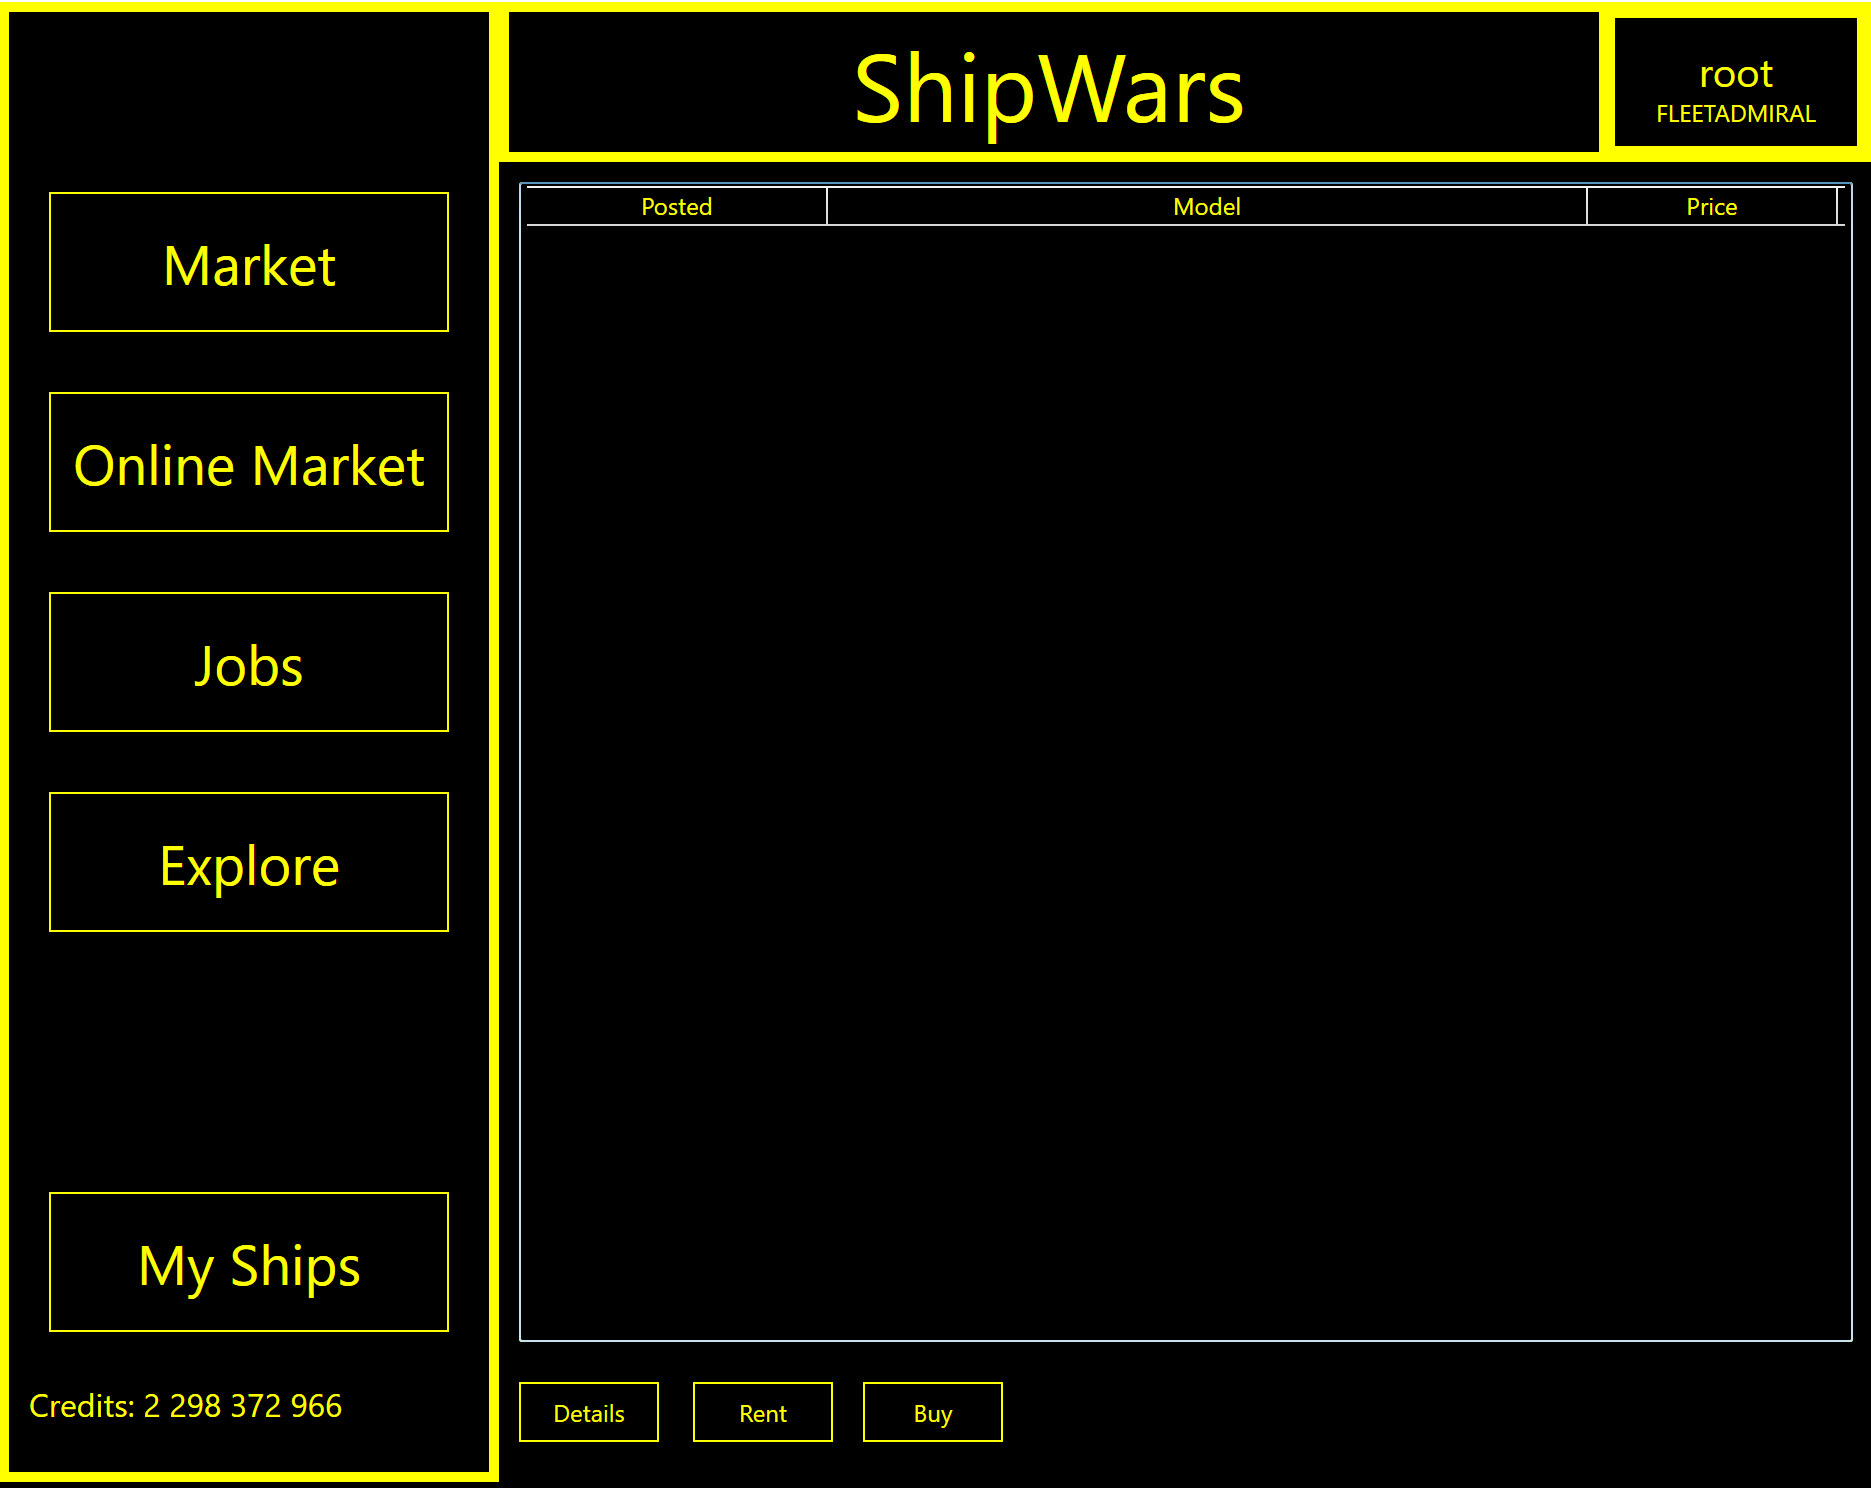 ShipWars
root
FLEETADMIRAL
Market
Online Market
Jobs
Explore
My Ships
Credits: 2 298 372 966
Posted Model Price
Details Rent Buy